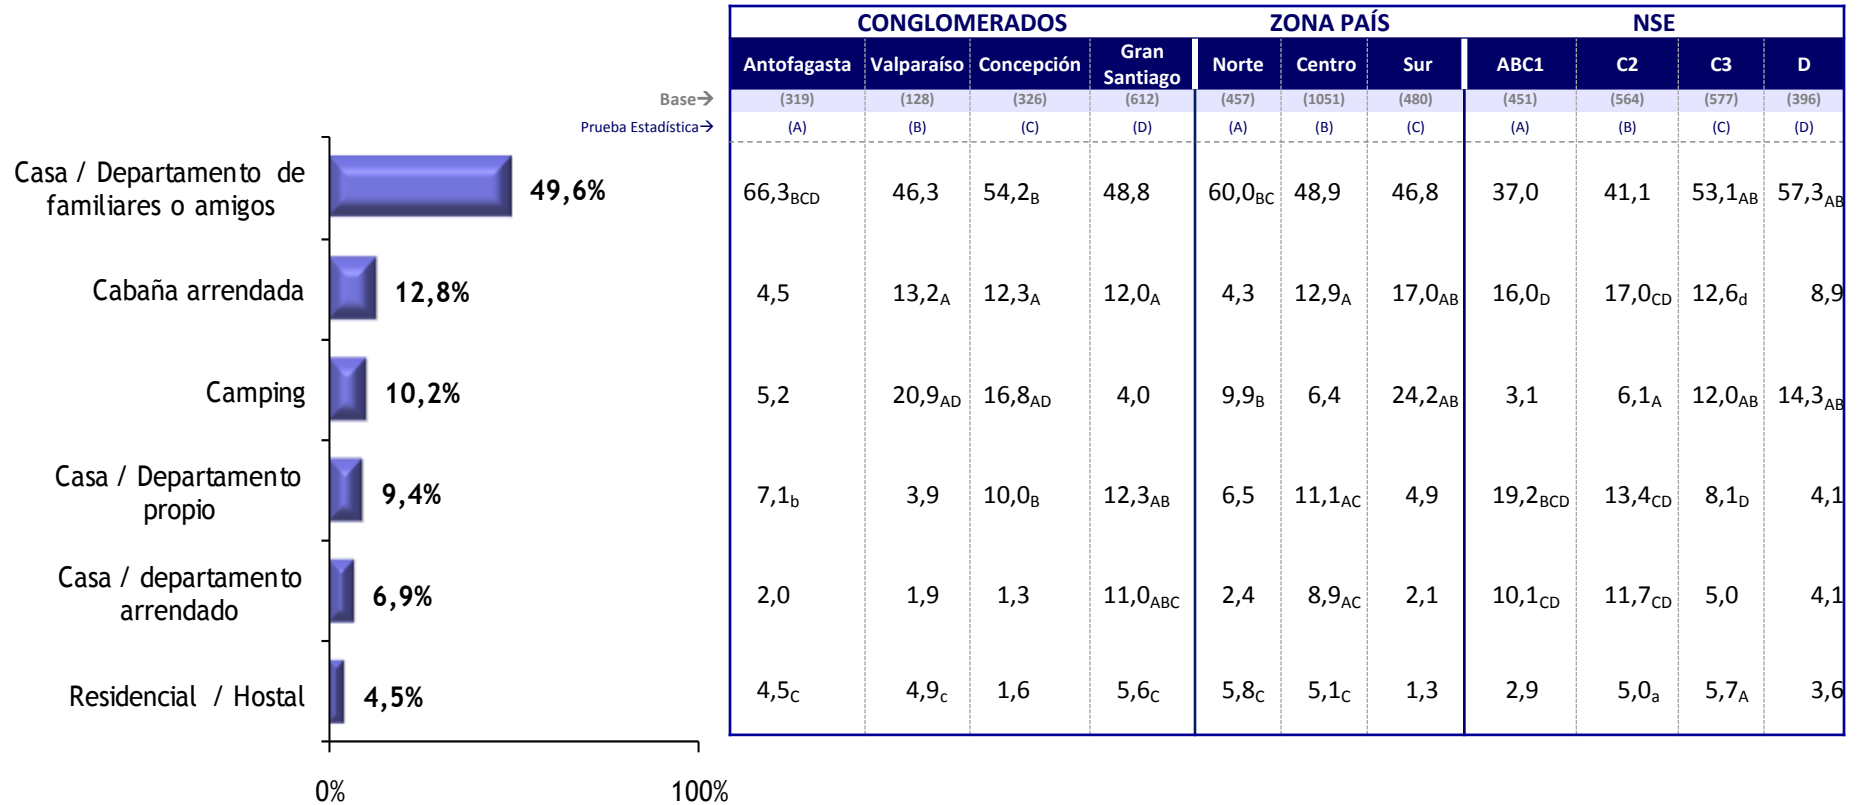 CONGLOMERADOS ZONA PAÍS NSE
Antofagasta Valparaíso Concepción Gran Santiago Norte Centro Sur ABC1 C2 C3 D
Base→ (319) (128) (326) (612) (457) (1051) (480) (451) (564) (577) (396)
Prueba Estadística→ (A) (B) (C) (D) (A) (B) (C) (A) (B) (C) (D)
Casa / Departamento de
familiares o amigos
49,6% 66,3BCD 46,3 54,2B 48,8 60,0BC 48,9 46,8 37,0 41,1 53,1AB 57,3AB
Cabaña arrendada 12,8% 4,5 13,2A 12,3A 12,0A 4,3 12,9A 17,0AB 16,0D 17,0CD 12,6d 8,9
Camping 10,2% 5,2 20,9AD 16,8AD 4,0 9,9B 6,4 24,2AB 3,1 6,1A 12,0AB 14,3AB
Casa / Departamento
propio
9,4% 7,1b 3,9 10,0B 12,3AB 6,5 11,1AC 4,9 19,2BCD 13,4CD 8,1D 4,1
Casa / departamento
arrendado
6,9% 2,0 1,9 1,3 11,0ABC 2,4 8,9AC 2,1 10,1CD 11,7CD 5,0 4,1
Residencial / Hostal 4,5% 4,5C 4,9c 1,6 5,6C 5,8C 5,1C 1,3 2,9 5,0a 5,7A 3,6
0% 100%